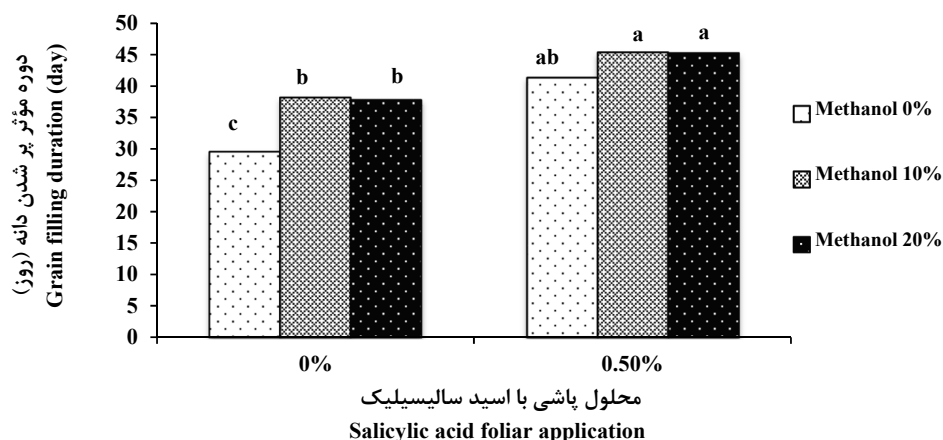 دوره مؤثر پر شدن دانه (روز)
Grain filling duration (day)
50
45
40
35
30
25
20
15
10
5
0
c
b
b
ab
a
a
0%
0.50%
محلول پاشی با اسید سالیسیلیک
Salicylic acid foliar application
Methanol 0%
Methanol 10%
Methanol 20%